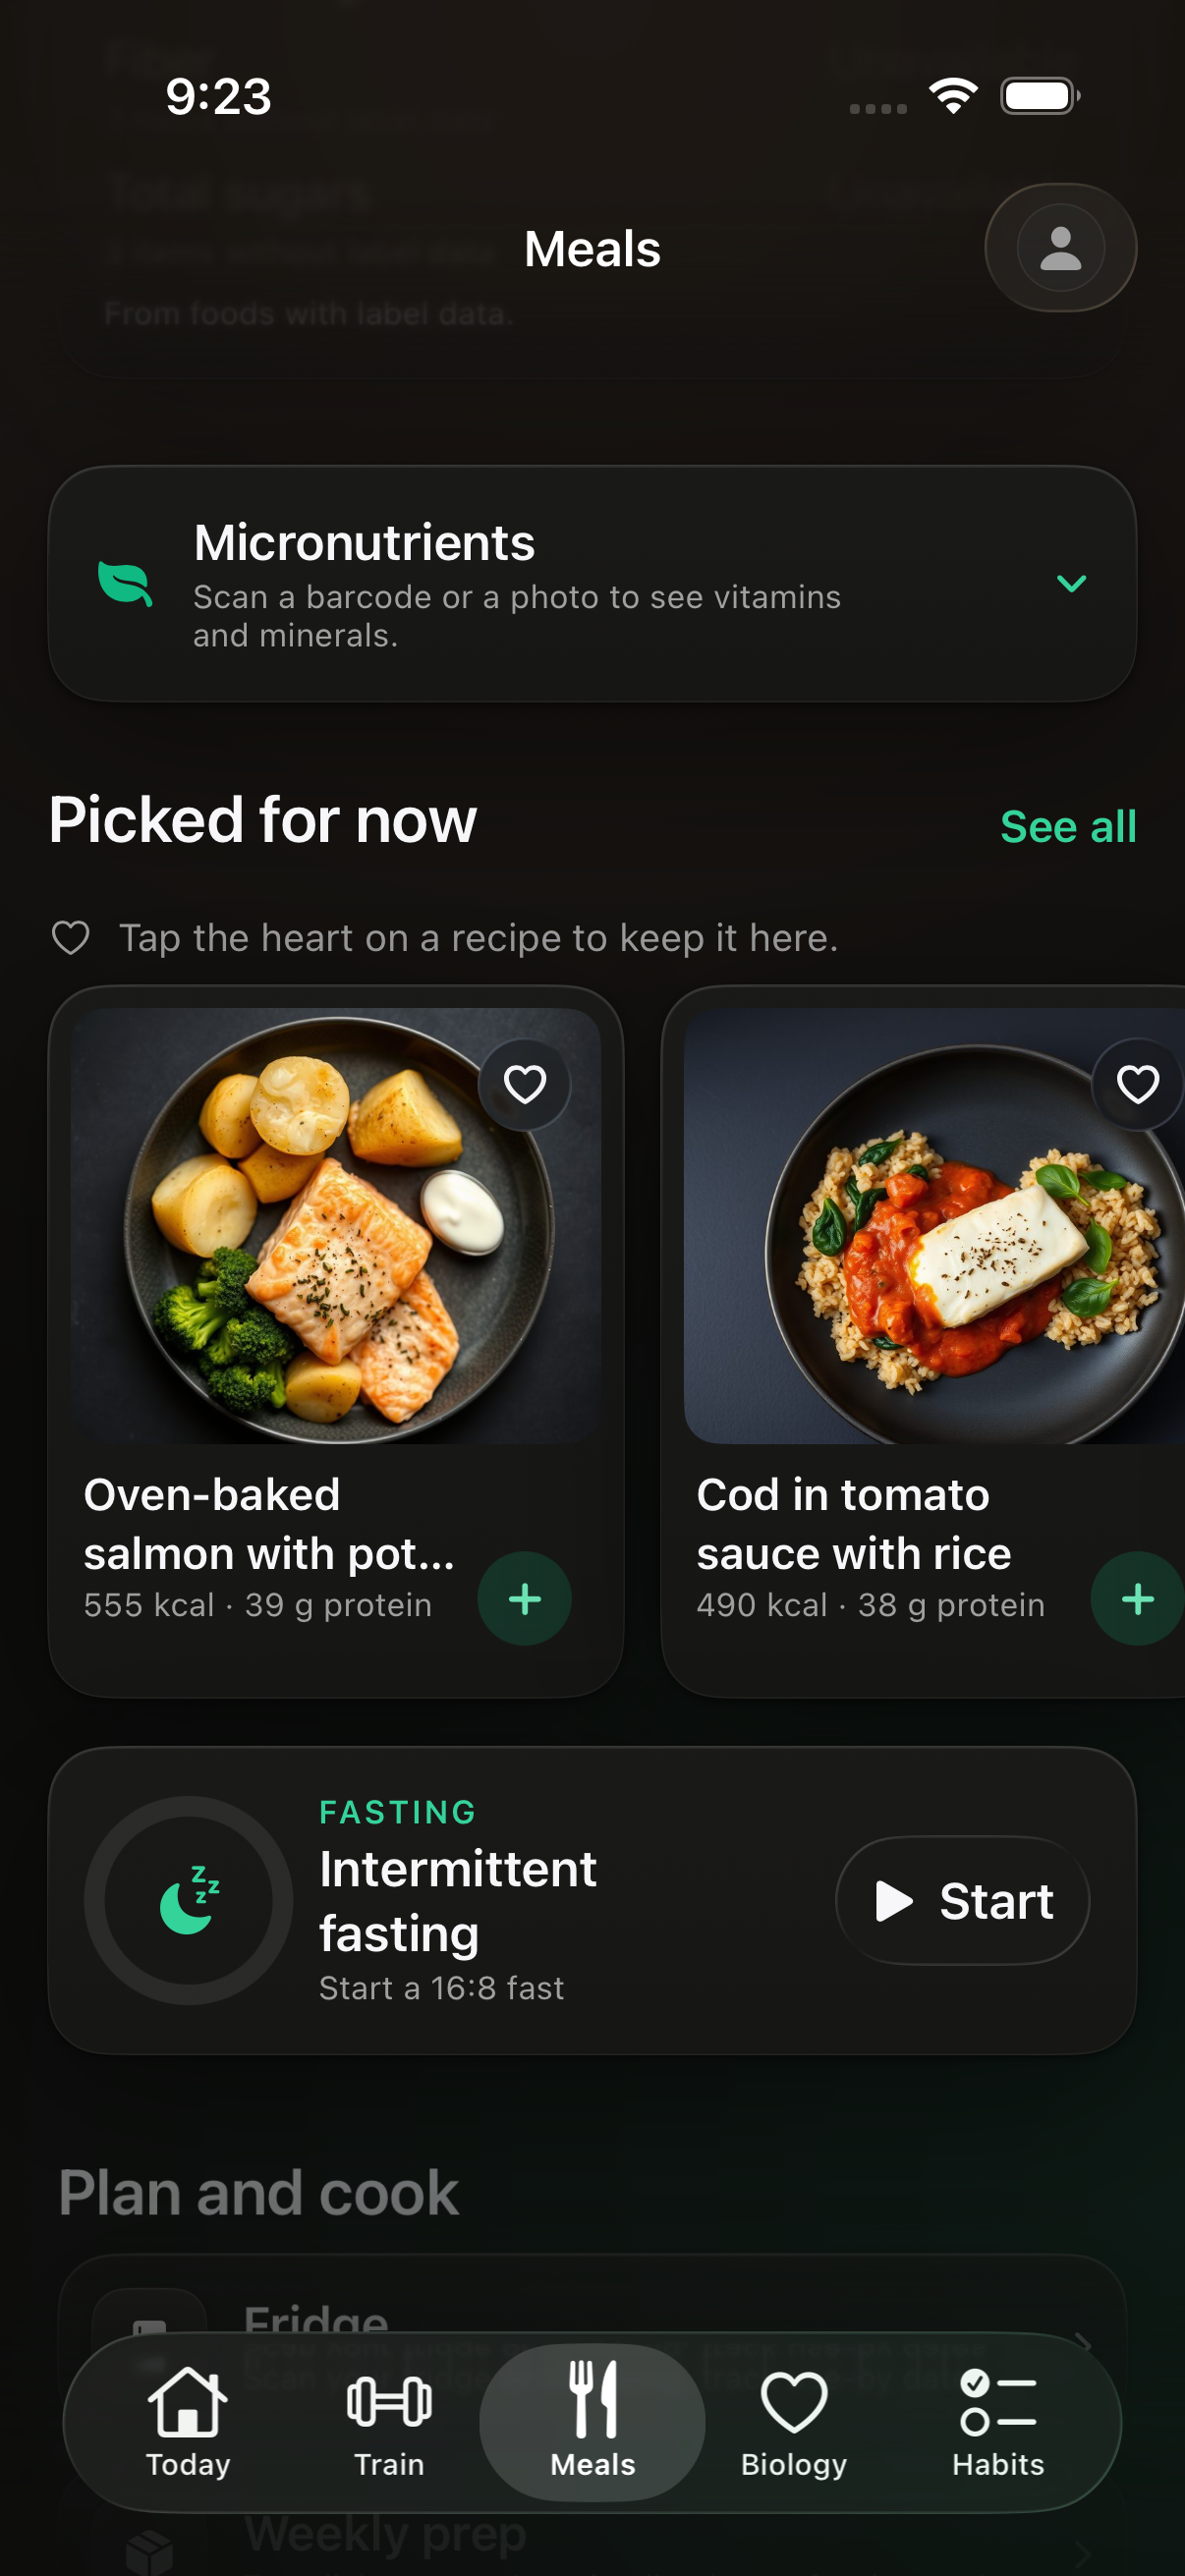 Fiber
9:23
Total sugars
Meals
From foods with label data.
Micronutrients
Scan a barcode or a photo to see vitamins
and minerals.
Picked for now
See all
Tap the heart on a recipe to keep it here.
Oven-baked
salmon with pot...
555 kcal · 39 g protein
Cod in tomato
sauce with rice
490 kcal · 38 g protein
FASTING
Intermittent
fasting
Start a 16:8 fast
Start
Plan and cook
Fridge
Today
Train
Meals
Biology
Habits
Weekly prep